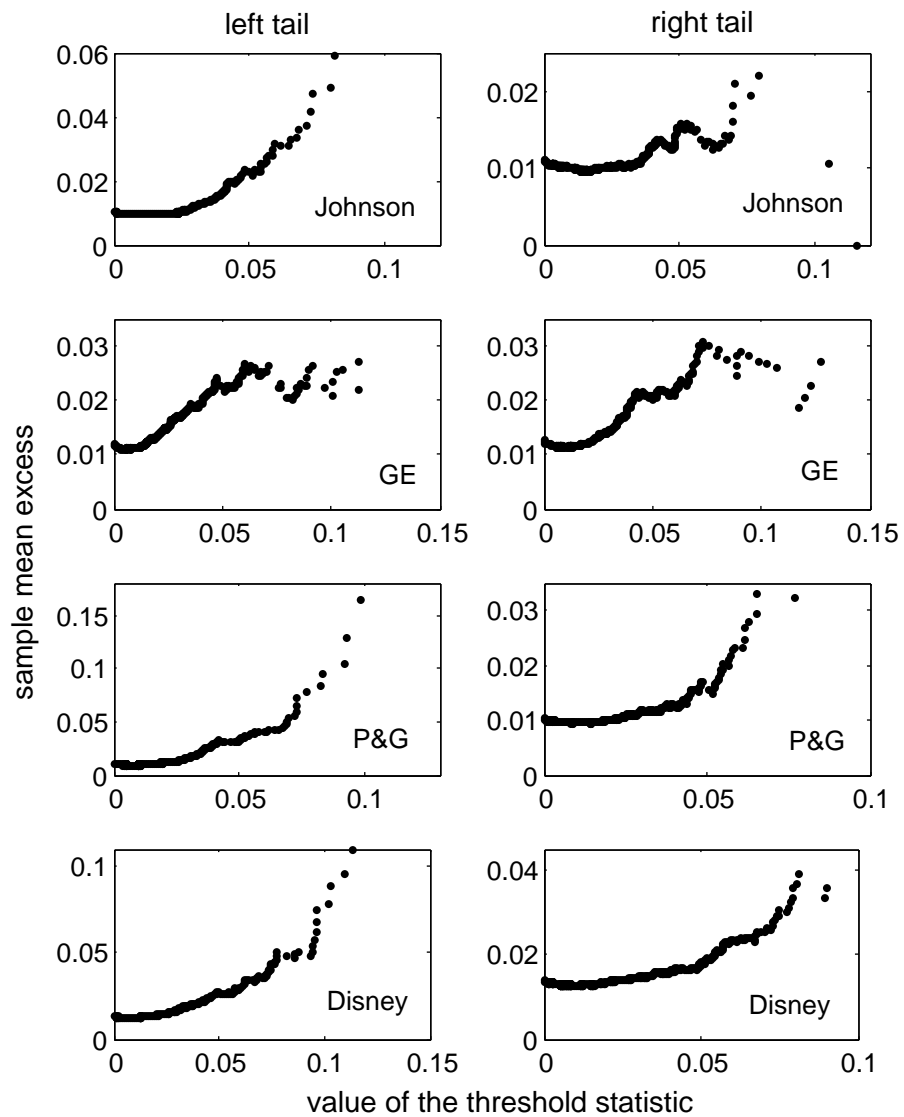 left tail
right tail
sample mean excess
0.06
0.04
0.02
0
0 0.05 0.1
Johnson
0.02
0.01
0
0 0.05 0.1
Johnson
0.03
0.02
0.01
0
0 0.05 0.1 0.15
GE
0.03
0.02
0.01
0
0 0.05 0.1 0.15
GE
0.15
0.1
0.05
0
0 0.05 0.1
P&G
0.03
0.02
0.01
0
0 0.05 0.1
P&G
0.1
0.05
0
0 0.05 0.1 0.15
Disney
0.04
0.02
0
0 0.05 0.1
Disney
value of the threshold statistic